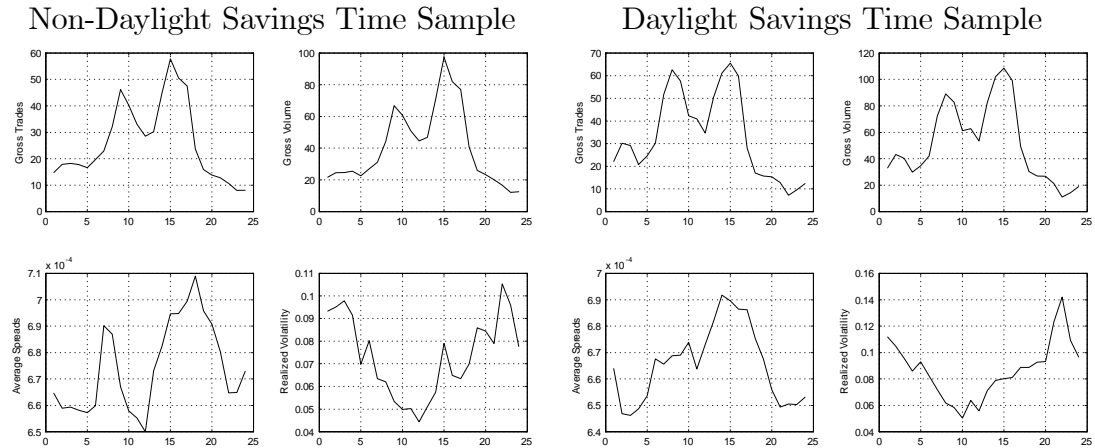 Non-Daylight Savings Time Sample
Daylight Savings Time Sample
60
50
40
30
20
10
0
Gross Trades
0 5 10 15 20 25
100
80
60
40
20
0
Gross Volume
0 5 10 15 20 25
70
60
50
40
30
20
10
0
Gross Trades
0 5 10 15 20 25
120
100
80
60
40
20
0
Gross Volume
0 5 10 15 20 25
x 10⁻⁴
7.1
7
6.9
6.8
6.7
6.6
6.5
Average Spreads
0 5 10 15 20 25
0.11
0.1
0.09
0.08
0.07
0.06
0.05
0.04
Realized Volatility
0 5 10 15 20 25
x 10⁻⁴
7
6.9
6.8
6.7
6.6
6.5
6.4
Average Spreads
0 5 10 15 20 25
0.16
0.14
0.12
0.1
0.08
0.06
0.04
Realized Volatility
0 5 10 15 20 25